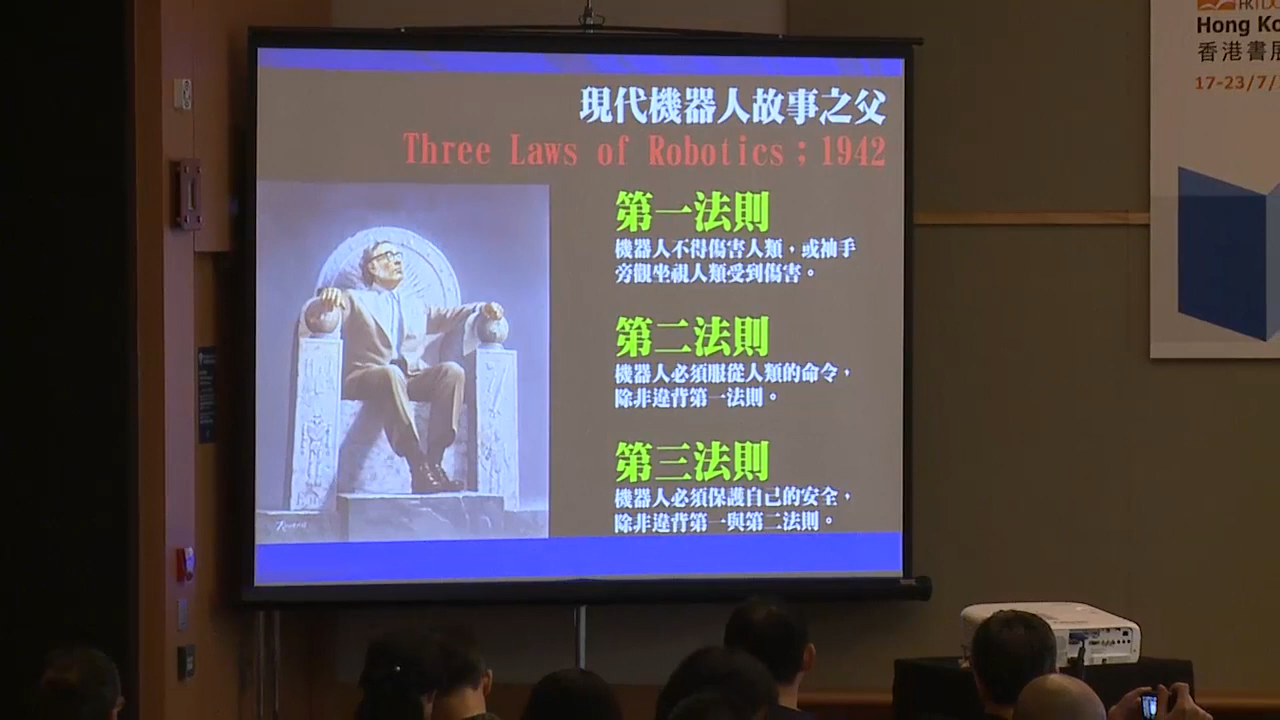 現代機器人故事之父
Three Laws of Robotics；1942
第一法則
機器人不得傷害人類，或袖手
旁觀坐視人類受到傷害。
第二法則
機器人必須服從人類的命令，
除非違背第一法則。
第三法則
機器人必須保護自己的安全，
除非違背第一與第二法則。
Hong Ko
香港書展
17-23/7/